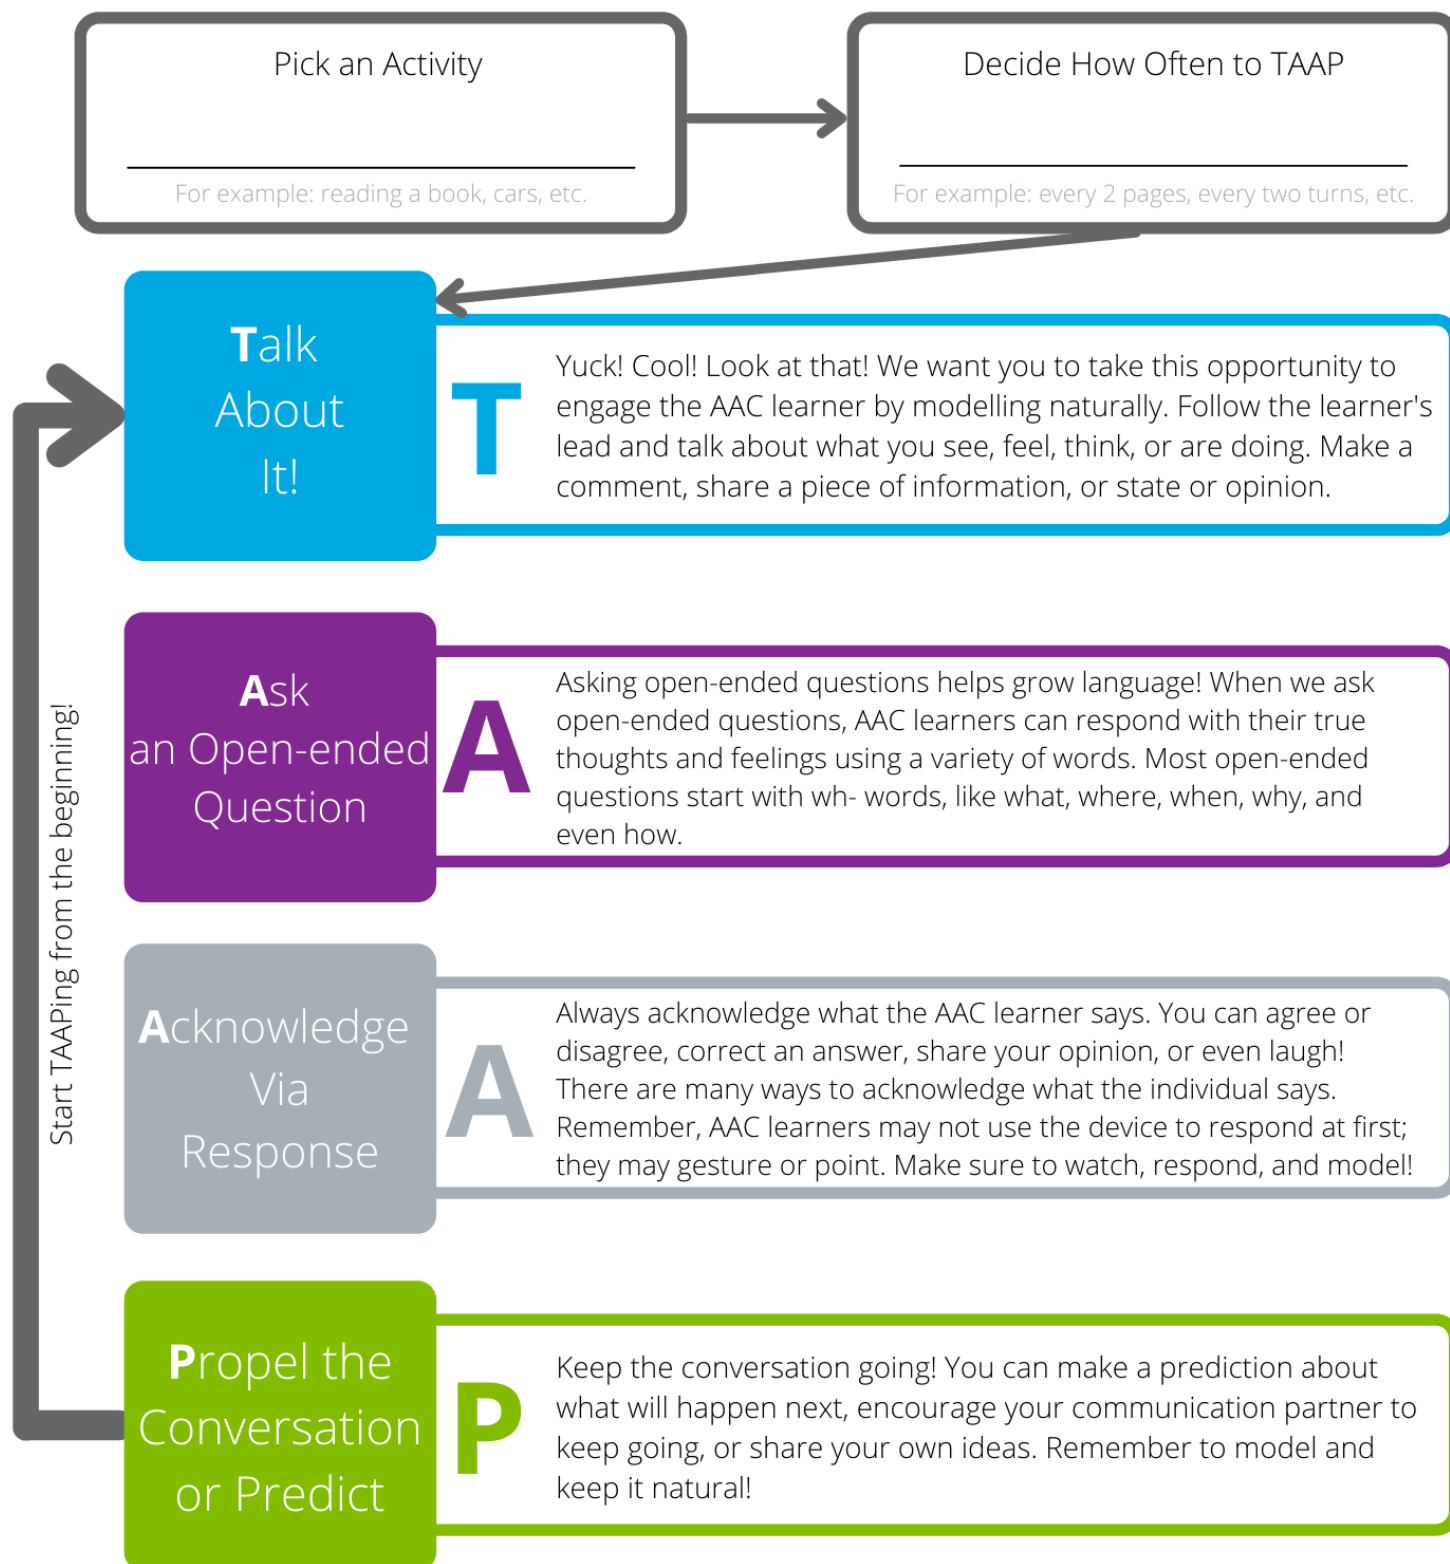 Pick an Activity
For example: reading a book, cars, etc.
Decide How Often to TAAP
For example: every 2 pages, every two turns, etc.
Talk
About
It!
T
Yuck! Cool! Look at that! We want you to take this opportunity to
engage the AAC learner by modelling naturally. Follow the learner's
lead and talk about what you see, feel, think, or are doing. Make a
comment, share a piece of information, or state or opinion.
Ask
an Open-ended
Question
A
Asking open-ended questions helps grow language! When we ask
open-ended questions, AAC learners can respond with their true
thoughts and feelings using a variety of words. Most open-ended
questions start with wh- words, like what, where, when, why, and
even how.
Acknowledge
Via
Response
A
Always acknowledge what the AAC learner says. You can agree or
disagree, correct an answer, share your opinion, or even laugh!
There are many ways to acknowledge what the individual says.
Remember, AAC learners may not use the device to respond at first;
they may gesture or point. Make sure to watch, respond, and model!
Propel the
Conversation
or Predict
P
Keep the conversation going! You can make a prediction about
what will happen next, encourage your communication partner to
keep going, or share your own ideas. Remember to model and
keep it natural!
Start TAAPing from the beginning!